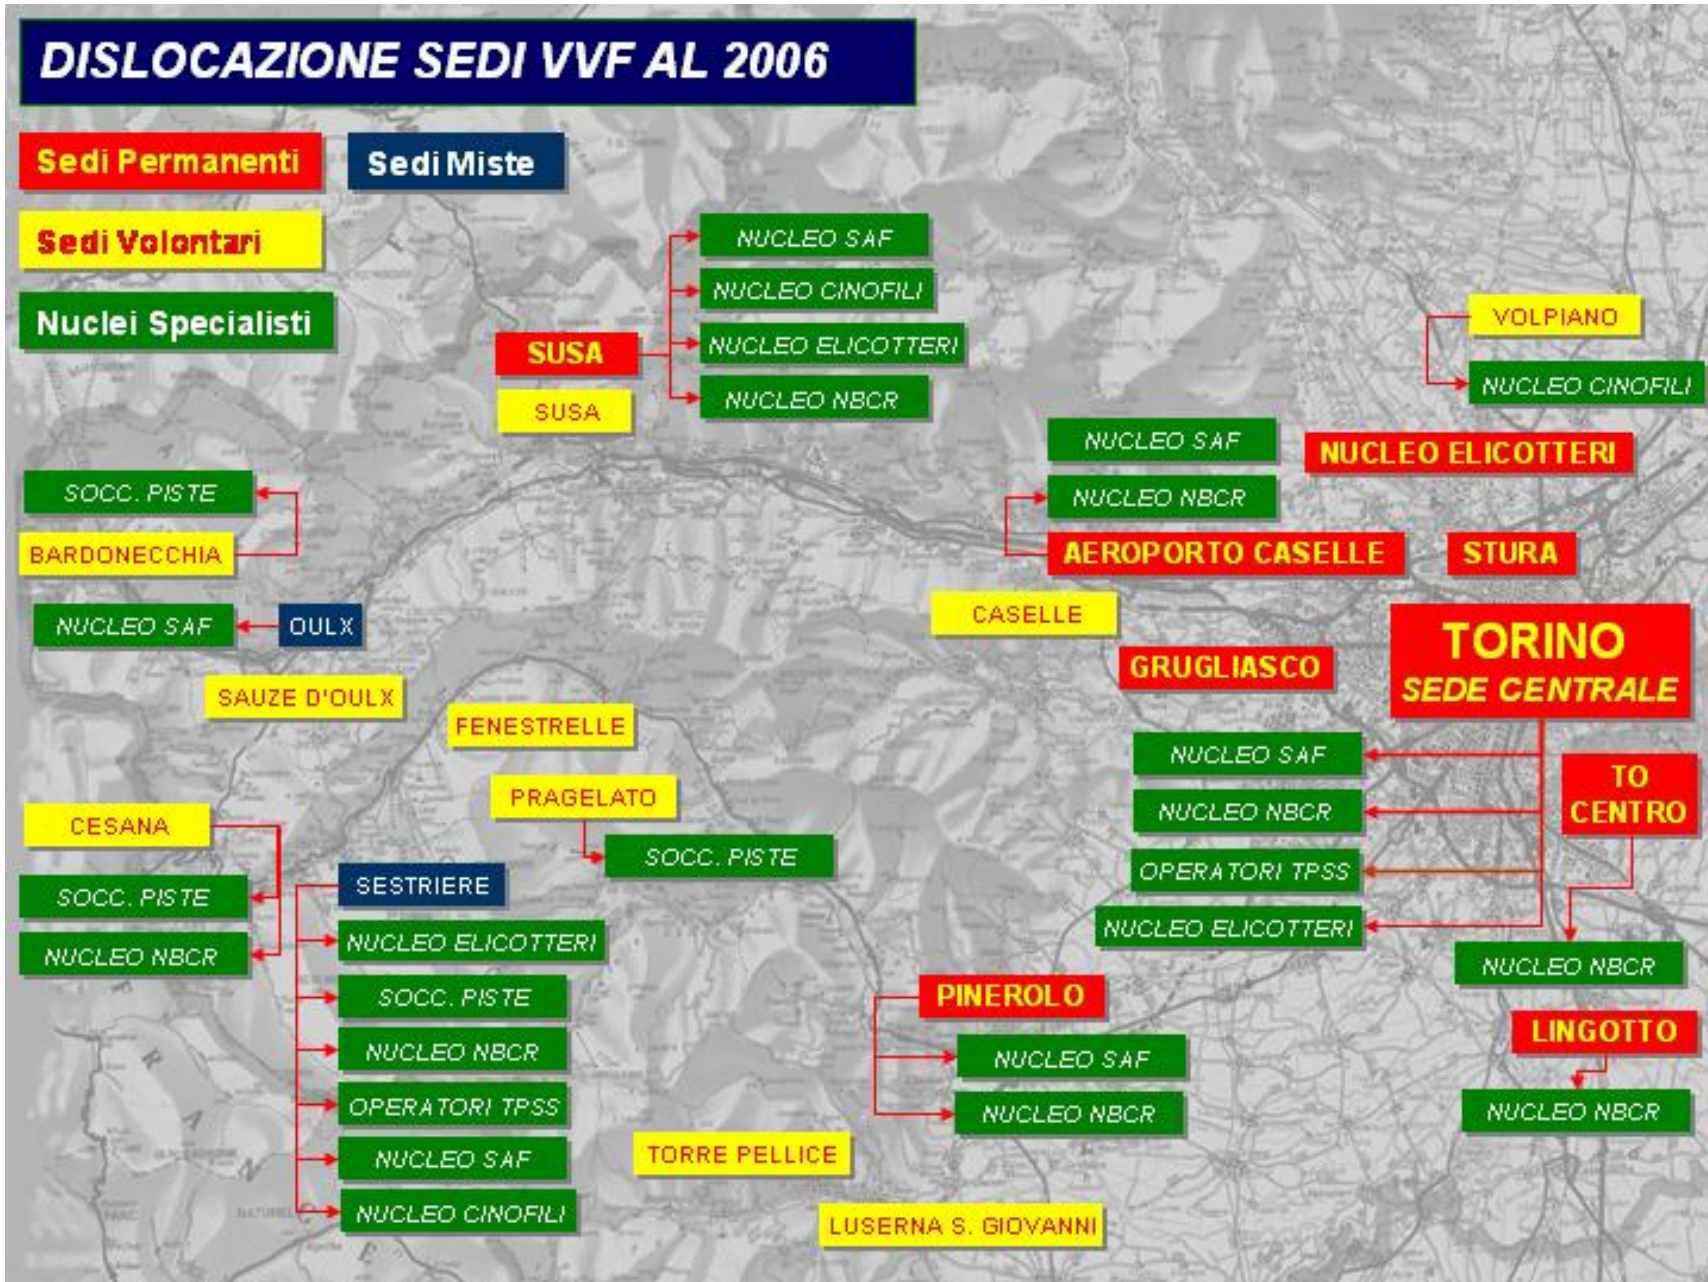 DISLOCAZIONE SEDI VVF AL 2006
Sedi Permanenti
Sedi Miste
Sedi Volontari
Nuclei Specialisti
NUCLEO SAF
NUCLEO CINOFILI
NUCLEO ELICOTTERI
NUCLEO NBCR
SUSA
SUSA
VOLPIANO
NUCLEO CINOFILI
NUCLEO SAF
NUCLEO ELICOTTERI
NUCLEO NBCR
AEROPORTO CASELLE
STURA
SOCC. PISTE
BARDONECCHIA
NUCLEO SAF
OULX
SAUZE D'OULX
CASELLE
GRUGLIASCO
TORINO
SEDE CENTRALE
FENESTRELLE
PRAGELATO
SOCC. PISTE
NUCLEO SAF
NUCLEO NBCR
OPERATORI TPSS
NUCLEO ELICOTTERI
TO
CENTRO
NUCLEO NBCR
CESANA
SOCC. PISTE
NUCLEO NBCR
SESTRIERE
NUCLEO ELICOTTERI
SOCC. PISTE
NUCLEO NBCR
OPERATORI TPSS
NUCLEO SAF
NUCLEO CINOFILI
PINEROLO
NUCLEO SAF
NUCLEO NBCR
LINGOTTO
NUCLEO NBCR
TORRE PELLICE
LUSERNA S. GIOVANNI